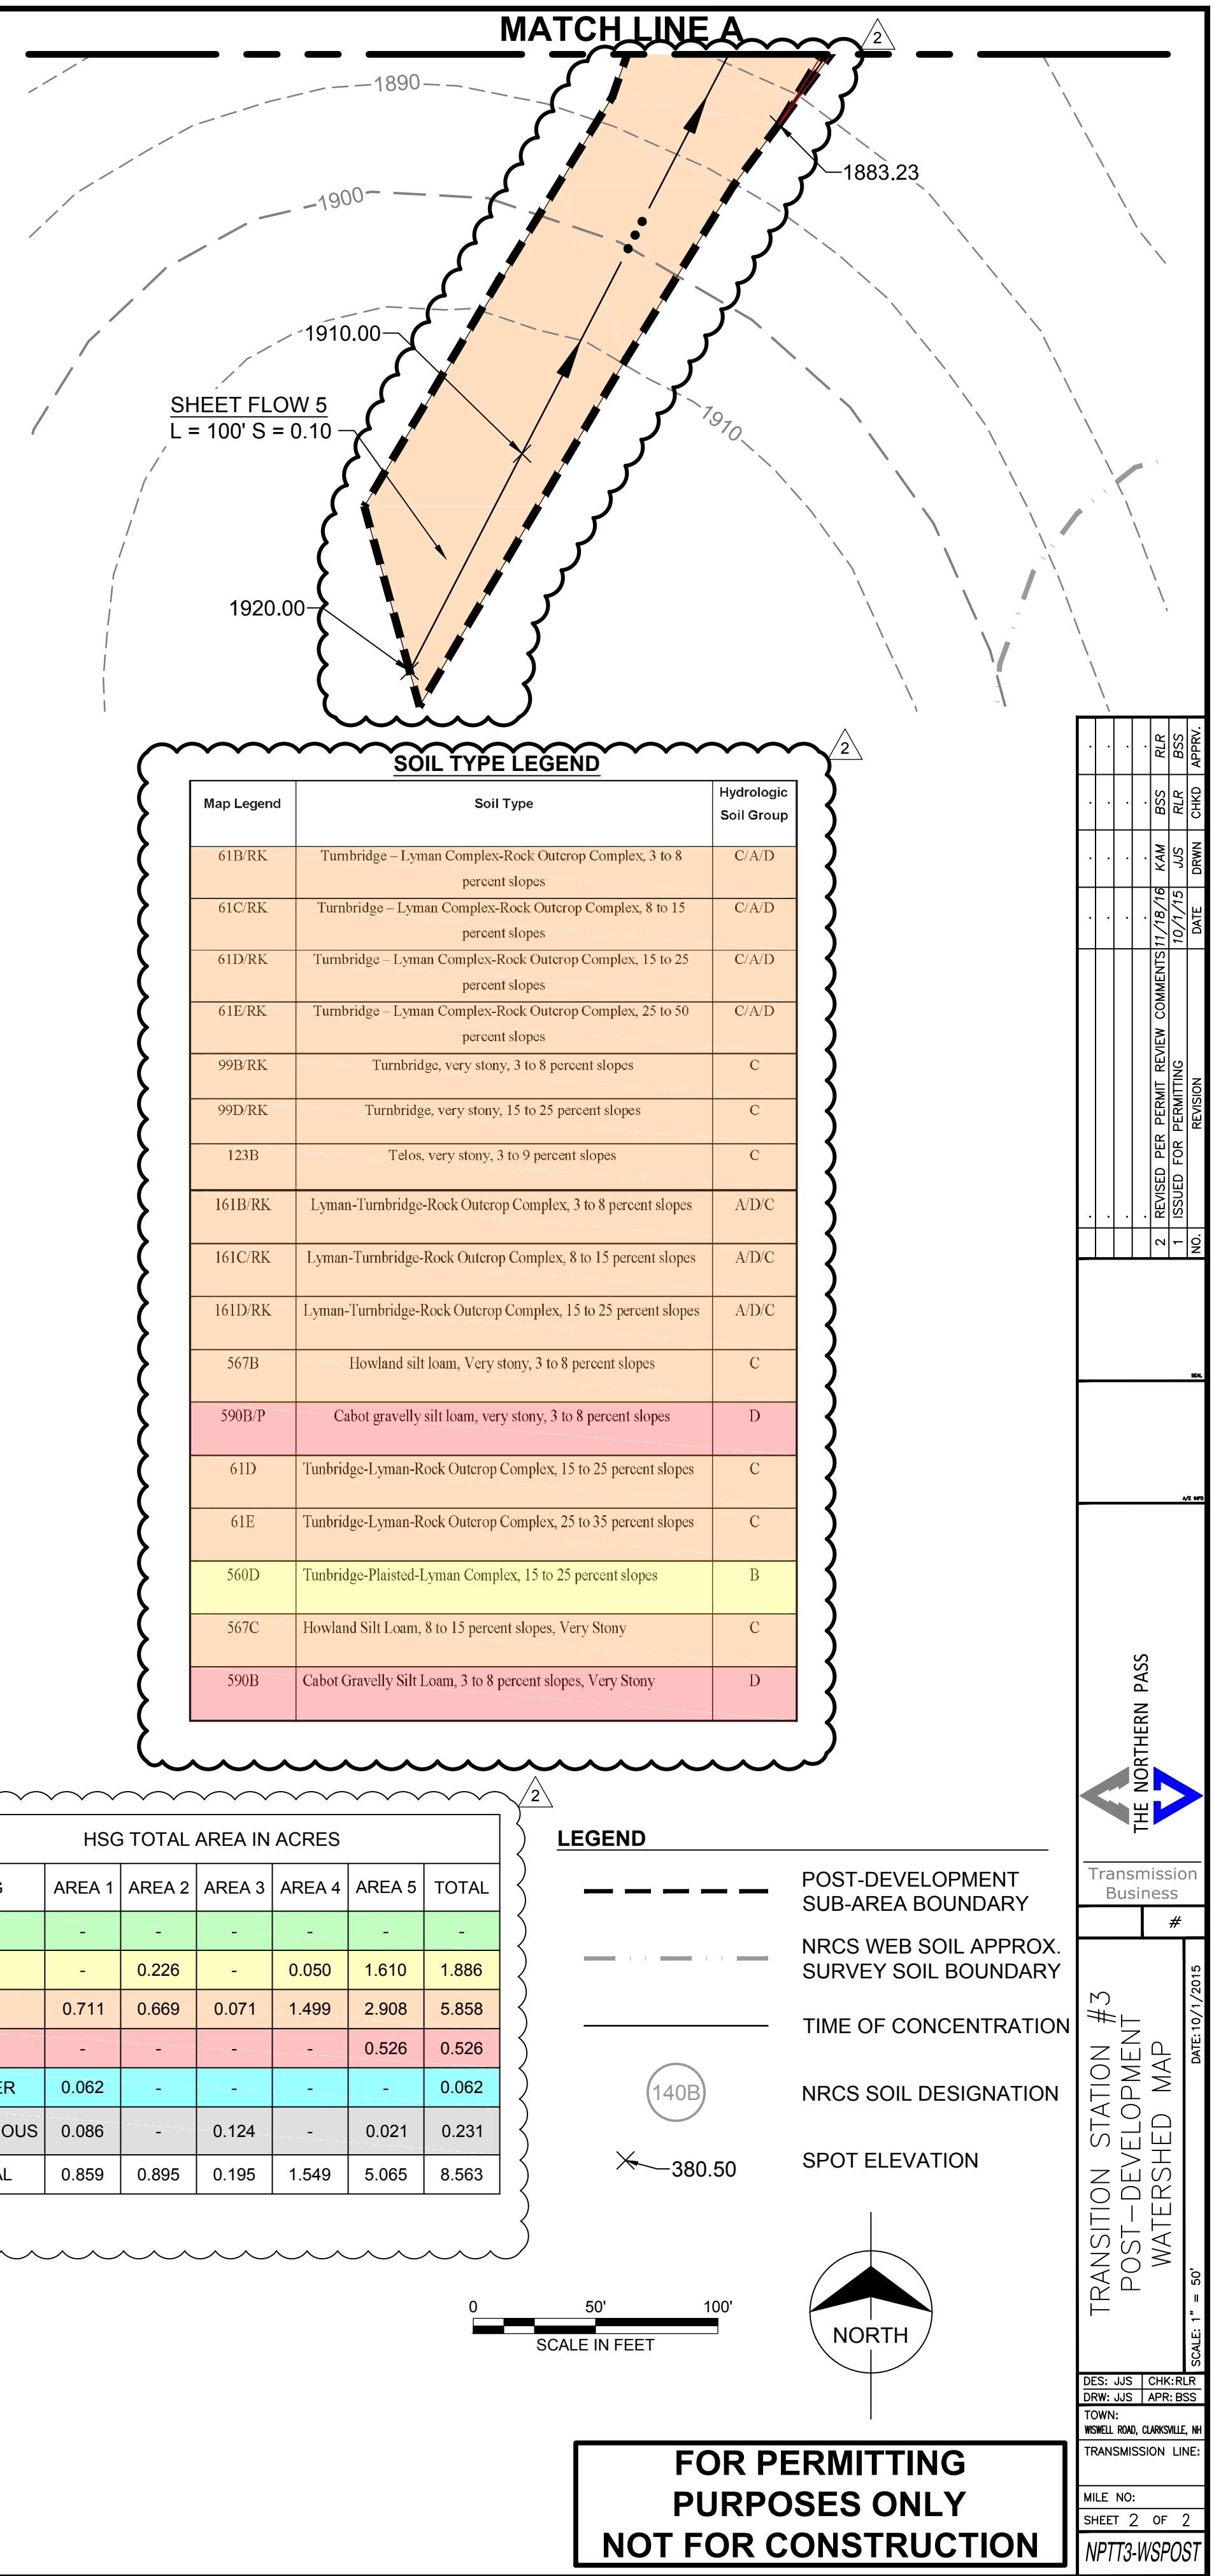 MATCH LINE A
2
1890
1883.23
1900
1910.00
SHEET FLOW 5
L = 100' S = 0.10
1910
1920.00
2
SOIL TYPE LEGEND
Map Legend Soil Type Hydrologic Soil Group
61B/RK Turnbridge – Lyman Complex-Rock Outcrop Complex, 3 to 8 percent slopes C/A/D
61C/RK Turnbridge – Lyman Complex-Rock Outcrop Complex, 8 to 15 percent slopes C/A/D
61D/RK Turnbridge – Lyman Complex-Rock Outcrop Complex, 15 to 25 percent slopes C/A/D
61E/RK Turnbridge – Lyman Complex-Rock Outcrop Complex, 25 to 50 percent slopes C/A/D
99B/RK Turnbridge, very stony, 3 to 8 percent slopes C
99D/RK Turnbridge, very stony, 15 to 25 percent slopes C
123B Telos, very stony, 3 to 9 percent slopes C
161B/RK Lyman-Turnbridge-Rock Outcrop Complex, 3 to 8 percent slopes A/D/C
161C/RK Lyman-Turnbridge-Rock Outcrop Complex, 8 to 15 percent slopes A/D/C
161D/RK Lyman-Turnbridge-Rock Outcrop Complex, 15 to 25 percent slopes A/D/C
567B Howland silt loam, Very stony, 3 to 8 percent slopes C
590B/P Cabot gravelly silt loam, very stony, 3 to 8 percent slopes D
61D Tunbridge-Lyman-Rock Outcrop Complex, 15 to 25 percent slopes C
61E Tunbridge-Lyman-Rock Outcrop Complex, 25 to 35 percent slopes C
560D Tunbridge-Plaisted-Lyman Complex, 15 to 25 percent slopes B
567C Howland Silt Loam, 8 to 15 percent slopes, Very Stony C
590B Cabot Gravelly Silt Loam, 3 to 8 percent slopes, Very Stony D
2
HSG TOTAL AREA IN ACRES
AREA 1 AREA 2 AREA 3 AREA 4 AREA 5 TOTAL
- - - - - -
- 0.226 - 0.050 1.610 1.886
0.711 0.669 0.071 1.499 2.908 5.858
- - - - 0.526 0.526
ER 0.062 - - - - 0.062
OUS 0.086 - 0.124 - 0.021 0.231
L 0.859 0.895 0.195 1.549 5.065 8.563
LEGEND
POST-DEVELOPMENT
SUB-AREA BOUNDARY
NRCS WEB SOIL APPROX.
SURVEY SOIL BOUNDARY
TIME OF CONCENTRATION
140B NRCS SOIL DESIGNATION
380.50 SPOT ELEVATION
0 50' 100'
SCALE IN FEET
NORTH
FOR PERMITTING
PURPOSES ONLY
NOT FOR CONSTRUCTION
2 REVISED PER PERMIT REVIEW COMMENTS 11/18/16 KAM BSS RLR
1 ISSUED FOR PERMITTING 10/1/15 JJS RLR BSS
NO. REVISION DATE DRWN CHKD APPRV.
SEAL
A/E INFO
THE NORTHERN PASS
Transmission
Business
#
TRANSITION STATION #3
POST-DEVELOPMENT
WATERSHED MAP
SCALE: 1" = 50' DATE: 10/1/2015
DES: JJS CHK: RLR
DRW: JJS APR: BSS
TOWN:
WISWELL ROAD, CLARKSVILLE, NH
TRANSMISSION LINE:
MILE NO:
SHEET 2 OF 2
NPTT3-WSPOST